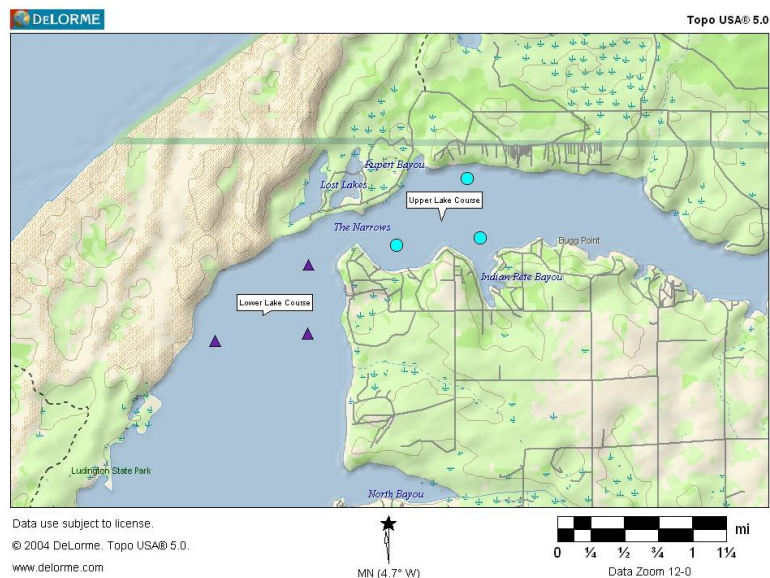 DELORME
Topo USA® 5.0
Rupert Bayou
Lost Lakes
Upper Lake Course
The Narrows
Bugg Point
Indian Pete Bayou
Lower Lake Course
Ludington State Park
North Bayou
Data use subject to license.
© 2004 DeLorme. Topo USA® 5.0.
www.delorme.com
MN (4.7° W)
mi
0 ¼ ½ ¾ 1 1¼
Data Zoom 12-0